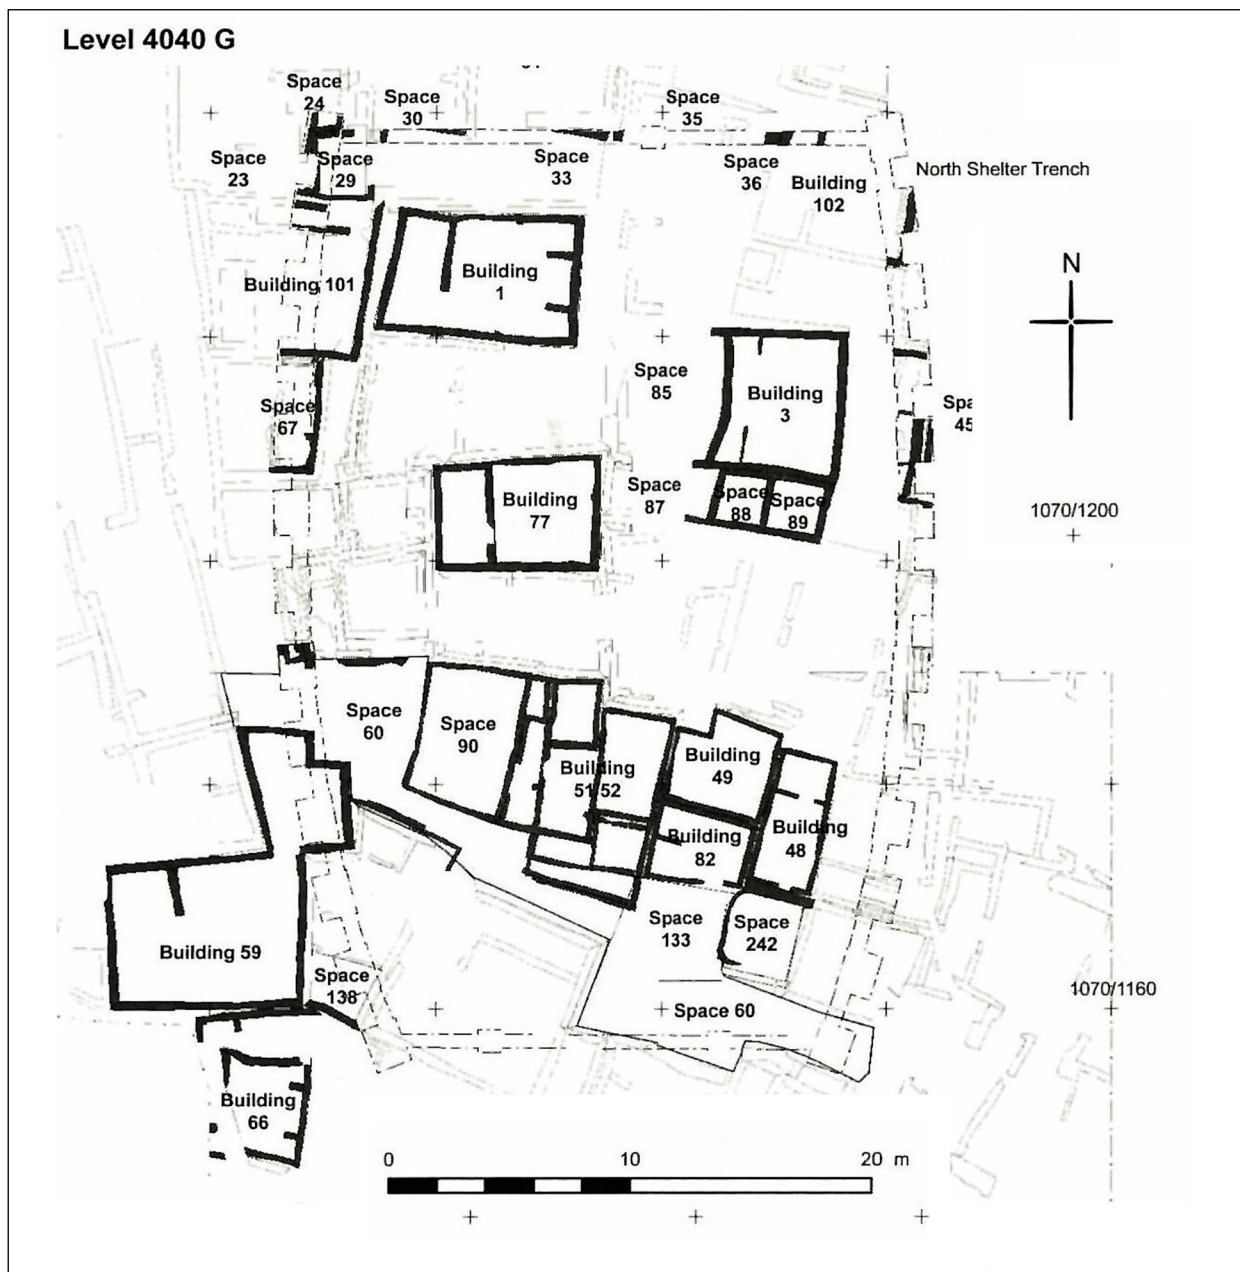 Level 4040 G
Space
24
Space
30
Space
35
Space
23
Space
29
Space
33
Space
36
Building
102
North Shelter Trench
Building 101
Building
1
N
Space
85
Building
3
Space
67
Spa
45
Building
77
Space
87
Space
88
Space
89
1070/1200
Space
60
Space
90
Building
51/52
Building
49
Building
82
Building
48
Space
133
Space
242
Building 59
Space
138
Space 60
1070/1160
Building
66
0 10 20 m